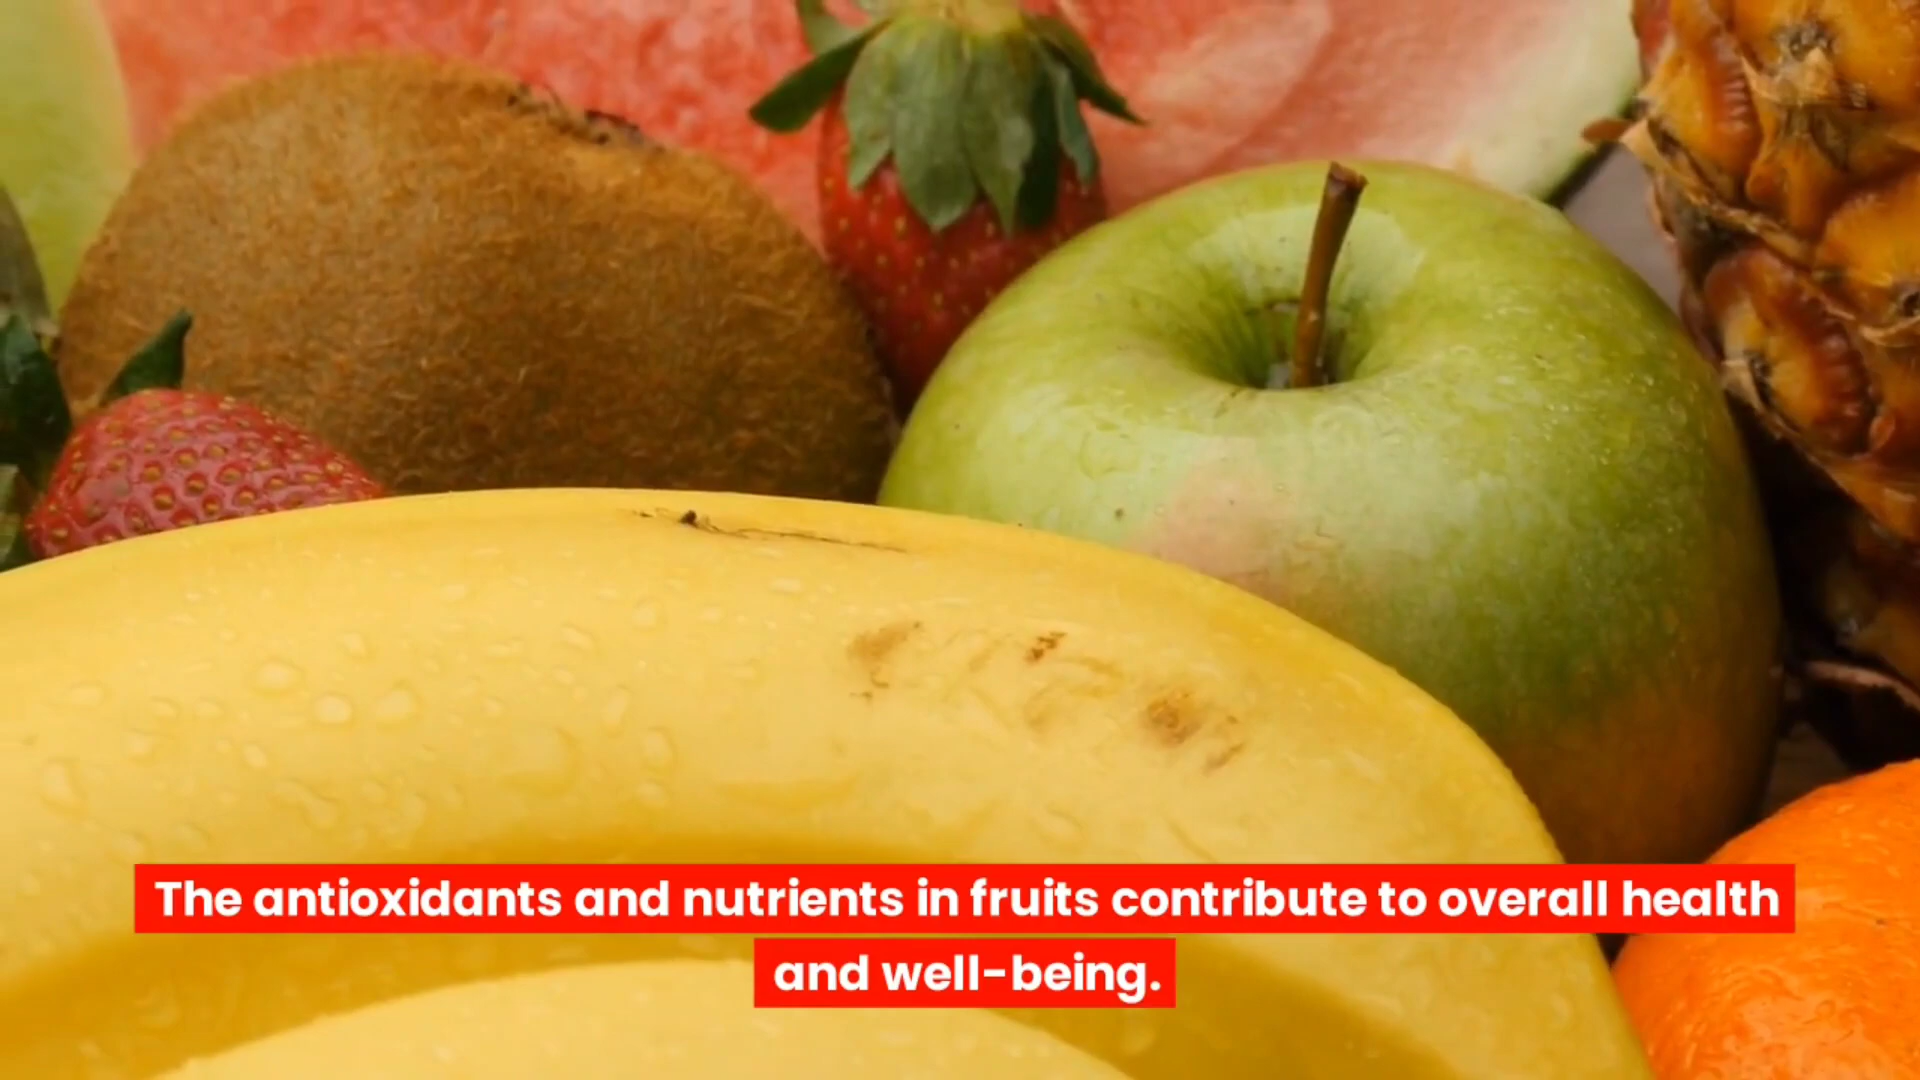 The antioxidants and nutrients in fruits contribute to overall health
and well-being.